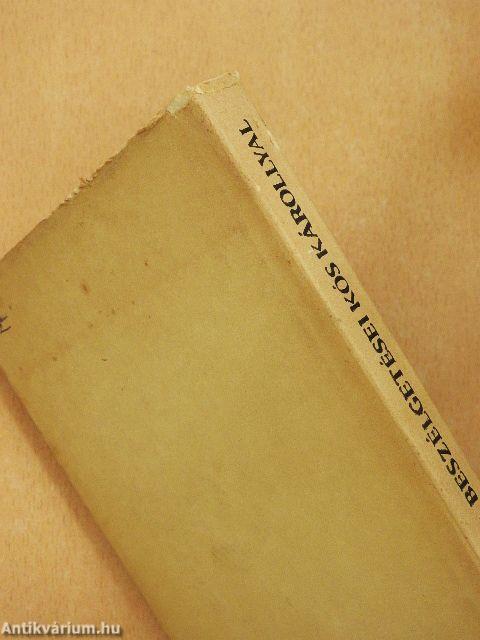 BESZÉLGETÉSEI KÓS KÁROLLYAL
Antikvárium.hu